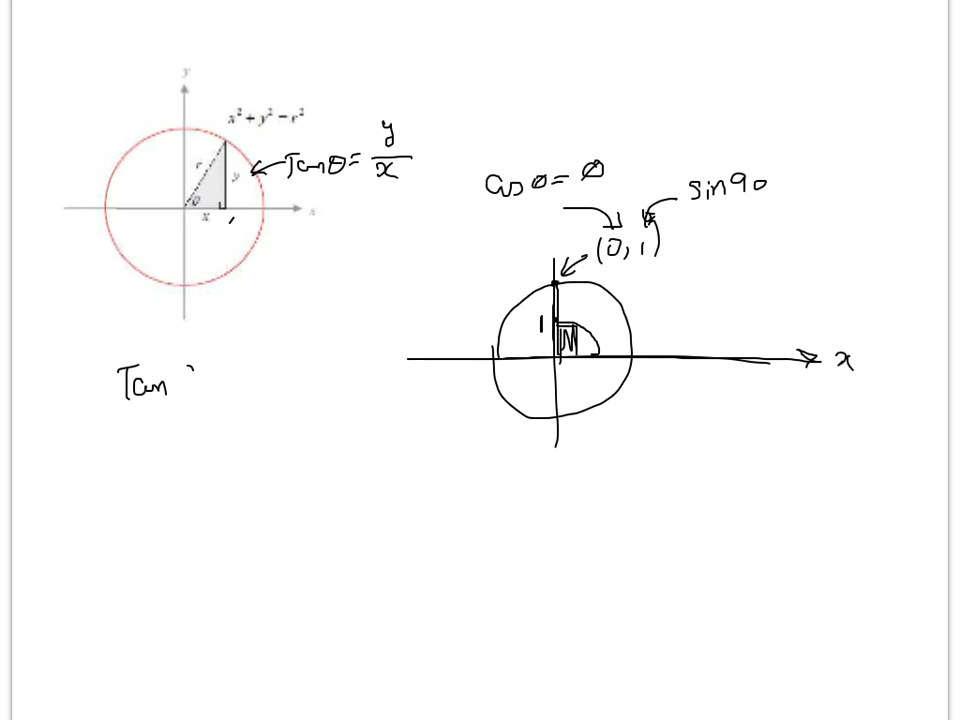 y
x² + y² = r²
r
y
θ
x
x
Tanθ = y/x
Cos θ = 0
sin90
(0, 1)
1
x
Tan